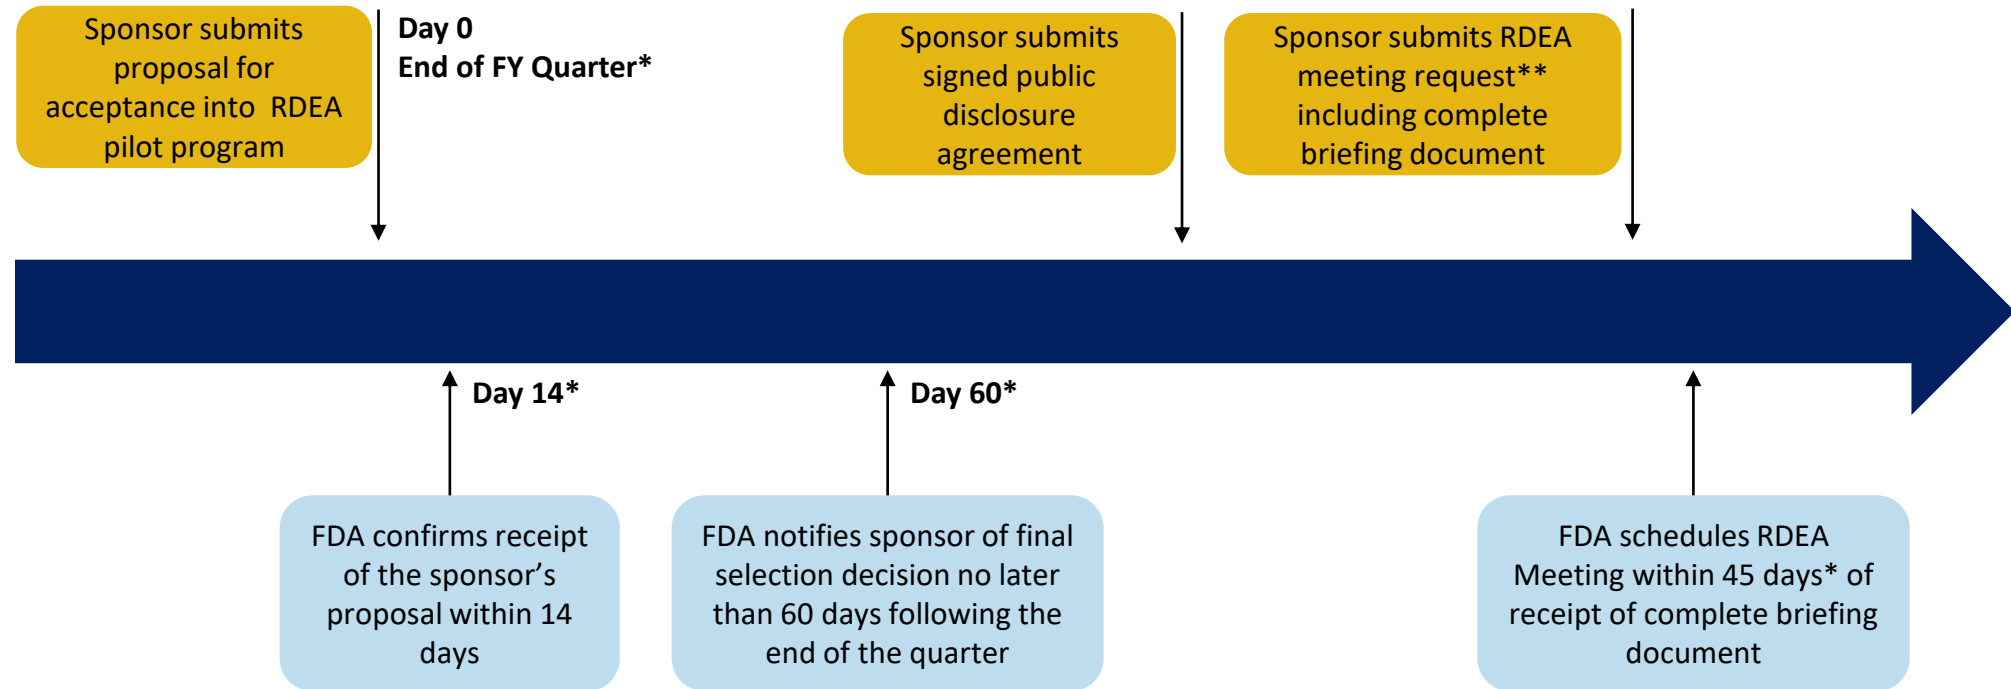 Sponsor submits
proposal for
acceptance into RDEA
pilot program
Day 0
End of FY Quarter*
Sponsor submits
signed public
disclosure
agreement
Sponsor submits RDEA
meeting request**
including complete
briefing document
Day 14*
Day 60*
FDA confirms receipt
of the sponsor’s
proposal within 14
days
FDA notifies sponsor of final
selection decision no later
than 60 days following the
end of the quarter
FDA schedules RDEA
Meeting within 45 days* of
receipt of complete briefing
document